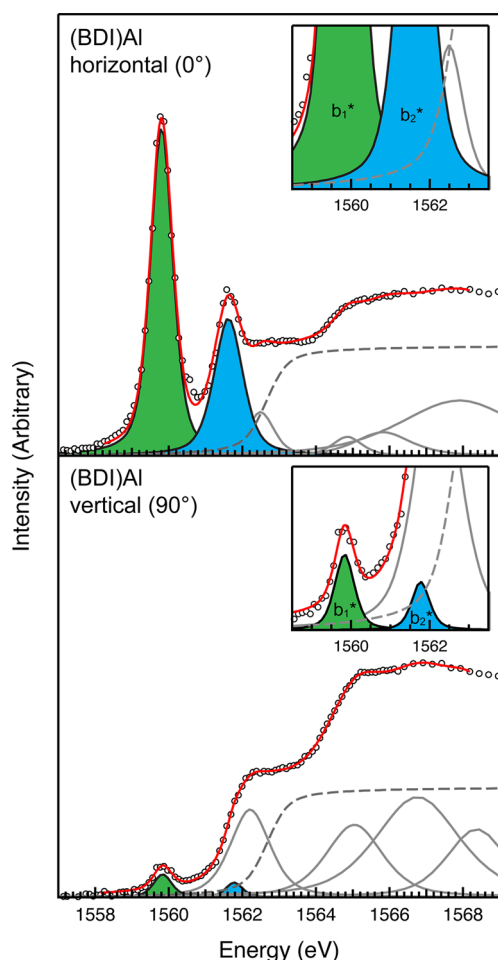 (BDI)Al
horizontal (0°)
b₁*
b₂*
1560
1562
(BDI)Al
vertical (90°)
b₁*
b₂*
1560
1562
Intensity (Arbitrary)
1558
1560
1562
1564
1566
1568
Energy (eV)